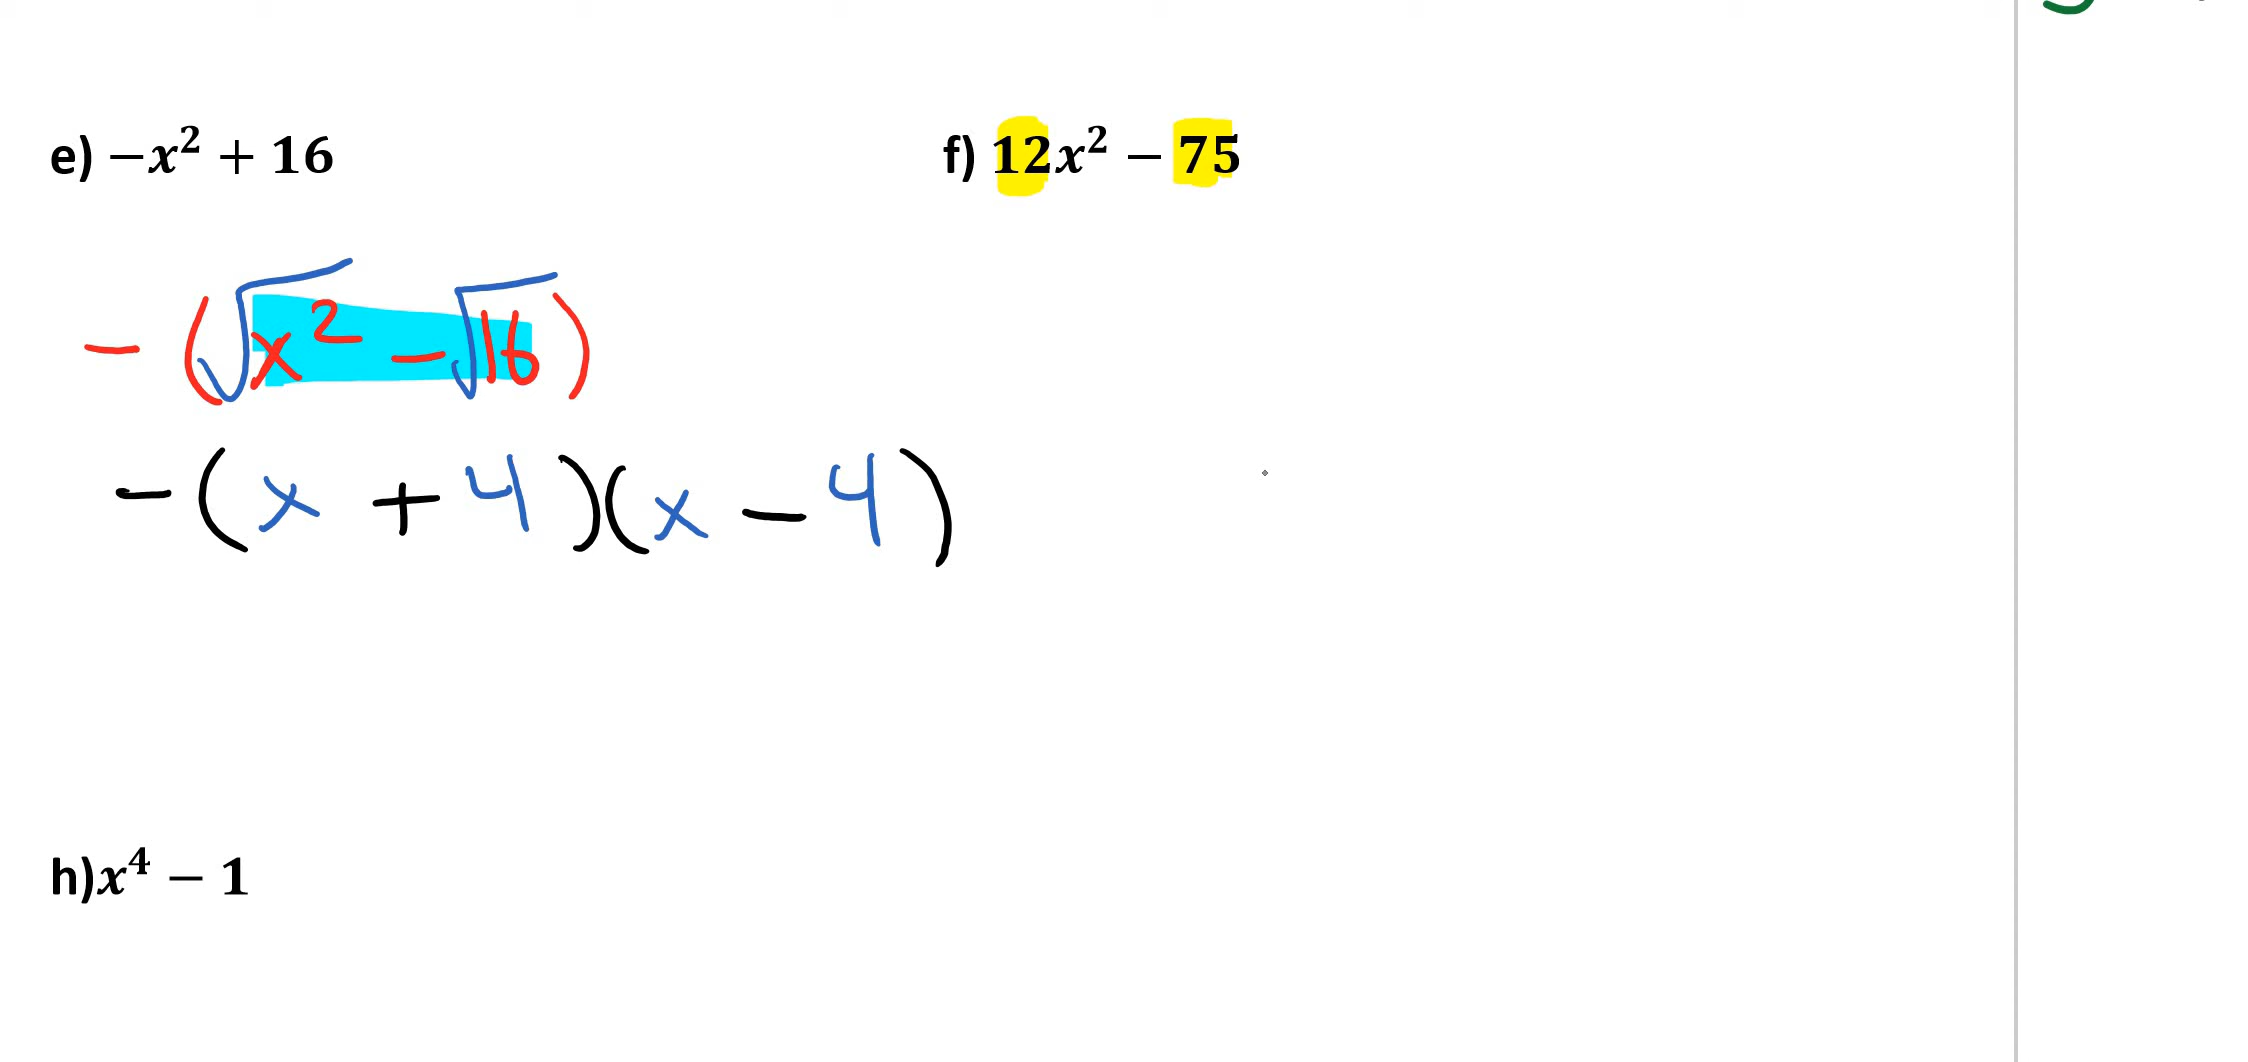 e) −x² + 16
f) 12x² − 75
− (√x² − √16)
−(x + 4)(x − 4)
h)x⁴ − 1